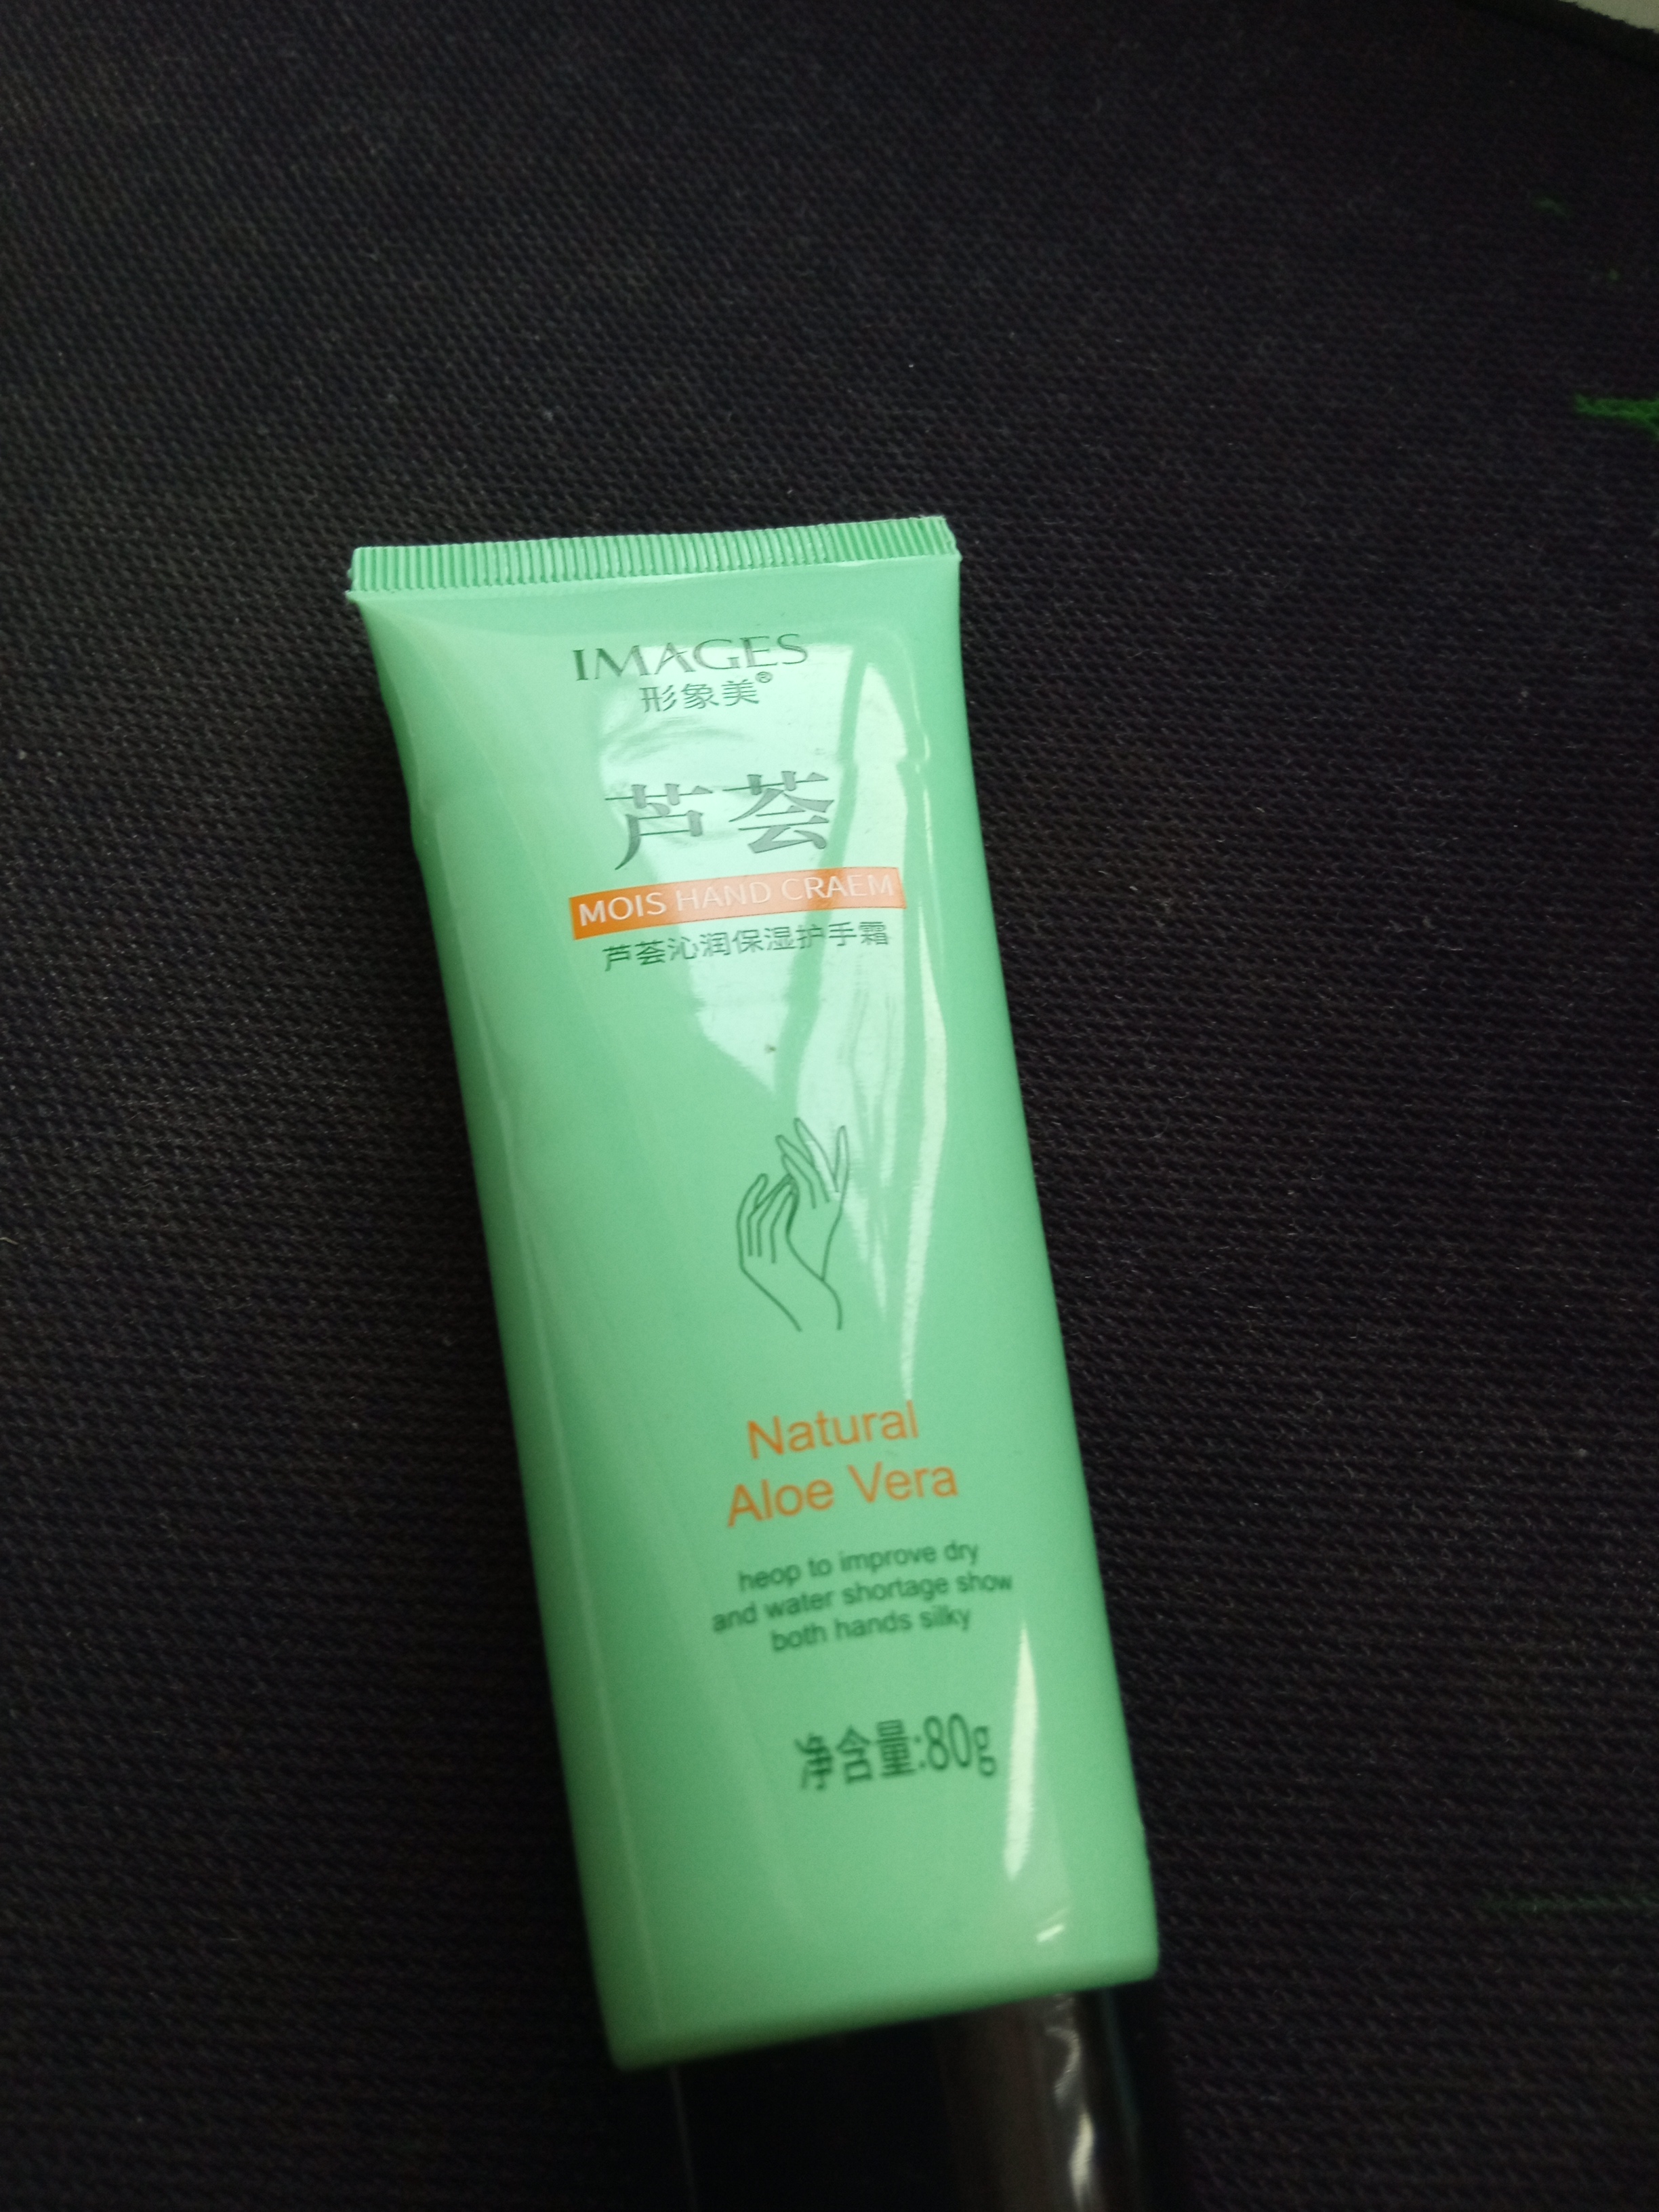 IMAGES
形象美®
芦荟
MOIS HAND CRAEM
芦荟沁润保湿护手霜
Natural
Aloe Vera
heop to improve dry
and water shortage show
both hands silky
净含量:80g